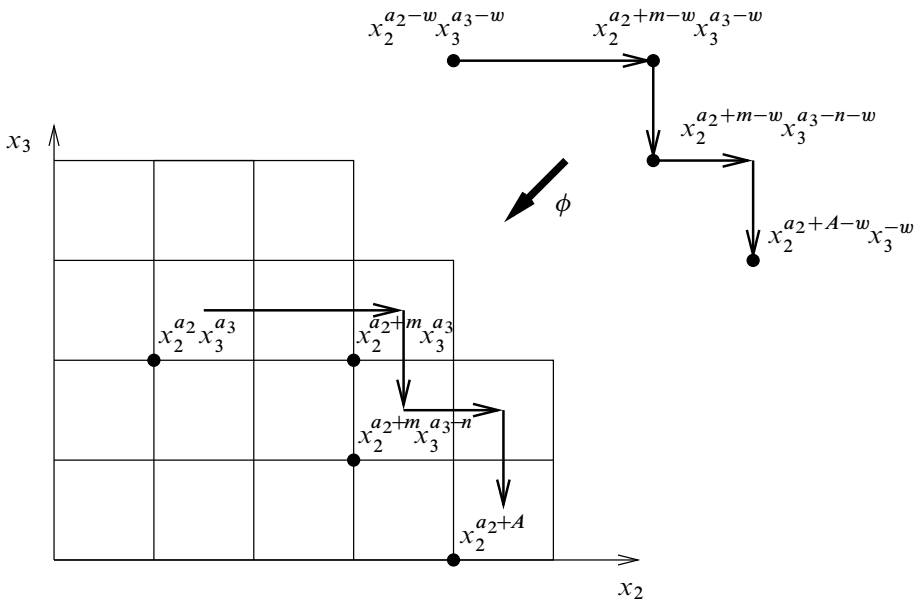 x_2^{a_2-w}x_3^{a_3-w}
x_2^{a_2+m-w}x_3^{a_3-w}
x_2^{a_2+m-w}x_3^{a_3-n-w}
x_3
ϕ
x_2^{a_2+A-w}x_3^{-w}
x_2^{a_2}x_3^{a_3}
x_2^{a_2+m}x_3^{a_3}
x_2^{a_2+m}x_3^{a_3-n}
x_2^{a_2+A}
x_2